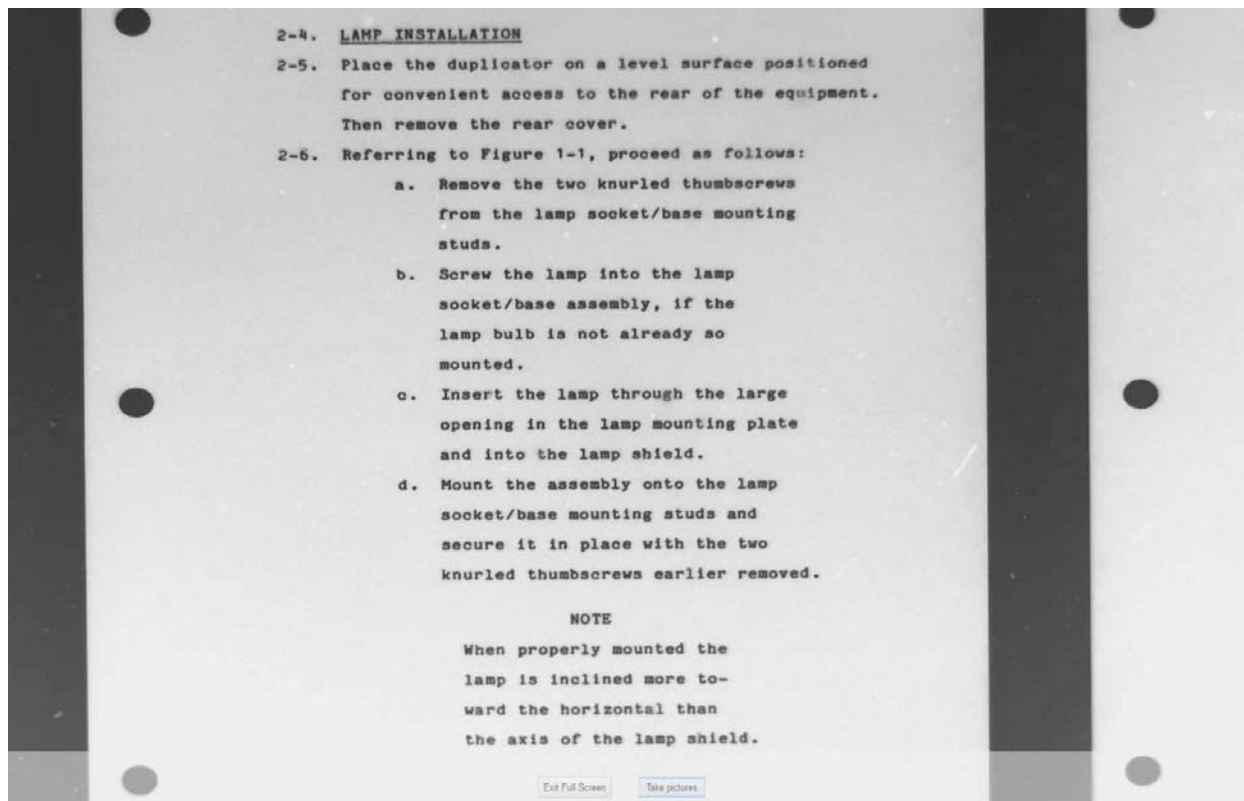 2-4. LAMP INSTALLATION
2-5. Place the duplicator on a level surface positioned
for convenient access to the rear of the equipment.
Then remove the rear cover.
2-6. Referring to Figure 1-1, proceed as follows:
a. Remove the two knurled thumbscrews
from the lamp socket/base mounting
studs.
b. Screw the lamp into the lamp
socket/base assembly, if the
lamp bulb is not already so
mounted.
c. Insert the lamp through the large
opening in the lamp mounting plate
and into the lamp shield.
d. Mount the assembly onto the lamp
socket/base mounting studs and
secure it in place with the two
knurled thumbscrews earlier removed.
NOTE
When properly mounted the
lamp is inclined more to-
ward the horizontal than
the axis of the lamp shield.
Exit Full Screen Take pictures